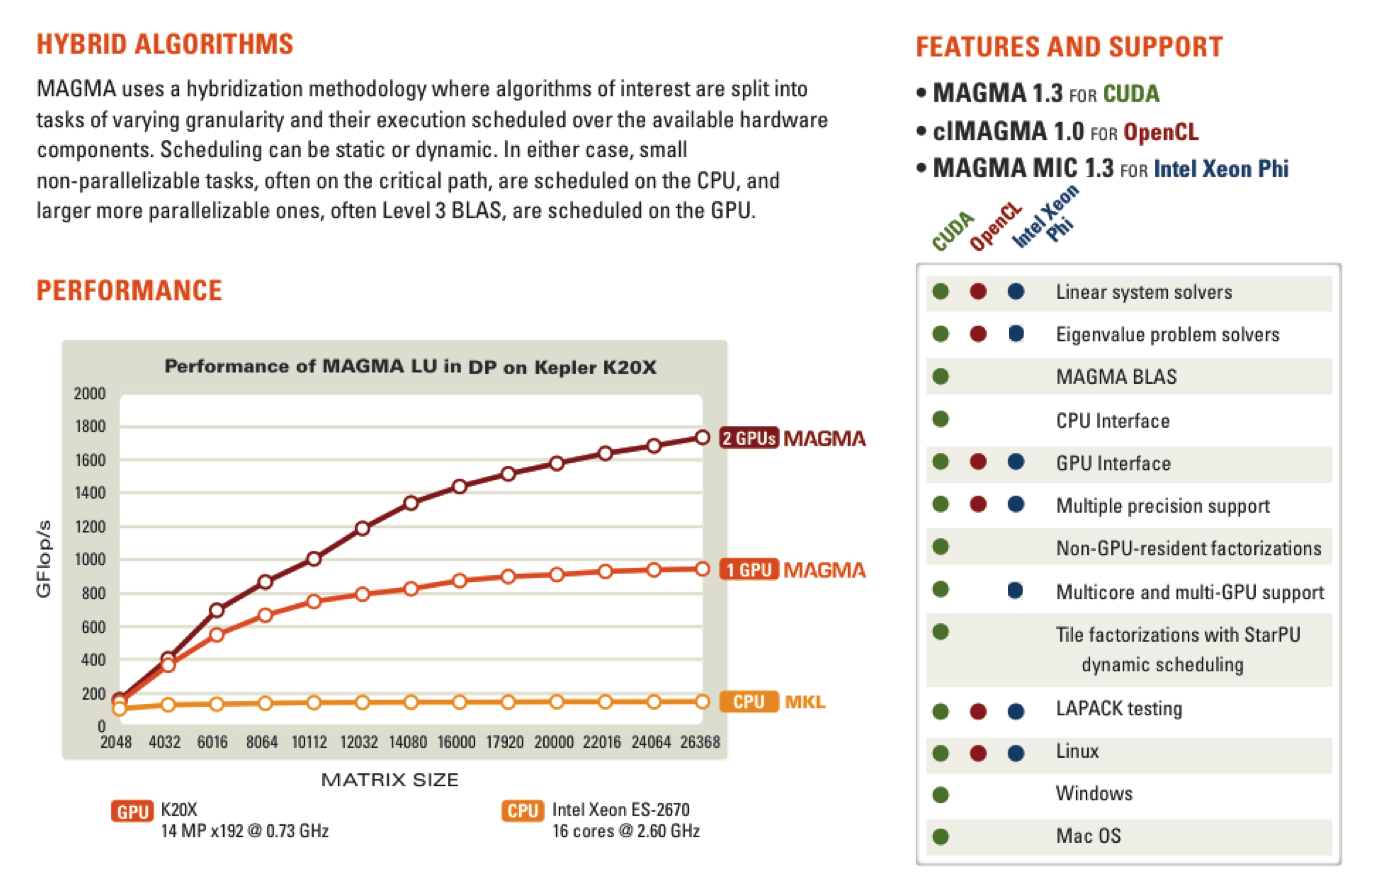 HYBRID ALGORITHMS
MAGMA uses a hybridization methodology where algorithms of interest are split into
tasks of varying granularity and their execution scheduled over the available hardware
components. Scheduling can be static or dynamic. In either case, small
non-parallelizable tasks, often on the critical path, are scheduled on the CPU, and
larger more parallelizable ones, often Level 3 BLAS, are scheduled on the GPU.
PERFORMANCE
Performance of MAGMA LU in DP on Kepler K20X
GFlop/s
2000
1800
1600
1400
1200
1000
800
600
400
200
0
2048 4032 6016 8064 10112 12032 14080 16000 17920 20000 22016 24064 26368
MATRIX SIZE
2 GPUs MAGMA
1 GPU MAGMA
CPU MKL
GPU K20X
14 MP x192 @ 0.73 GHz
CPU Intel Xeon ES-2670
16 cores @ 2.60 GHz
FEATURES AND SUPPORT
• MAGMA 1.3 FOR CUDA
• clMAGMA 1.0 FOR OpenCL
• MAGMA MIC 1.3 FOR Intel Xeon Phi
CUDA
OpenCL
Intel Xeon
Phi
Linear system solvers
Eigenvalue problem solvers
MAGMA BLAS
CPU Interface
GPU Interface
Multiple precision support
Non-GPU-resident factorizations
Multicore and multi-GPU support
Tile factorizations with StarPU
dynamic scheduling
LAPACK testing
Linux
Windows
Mac OS